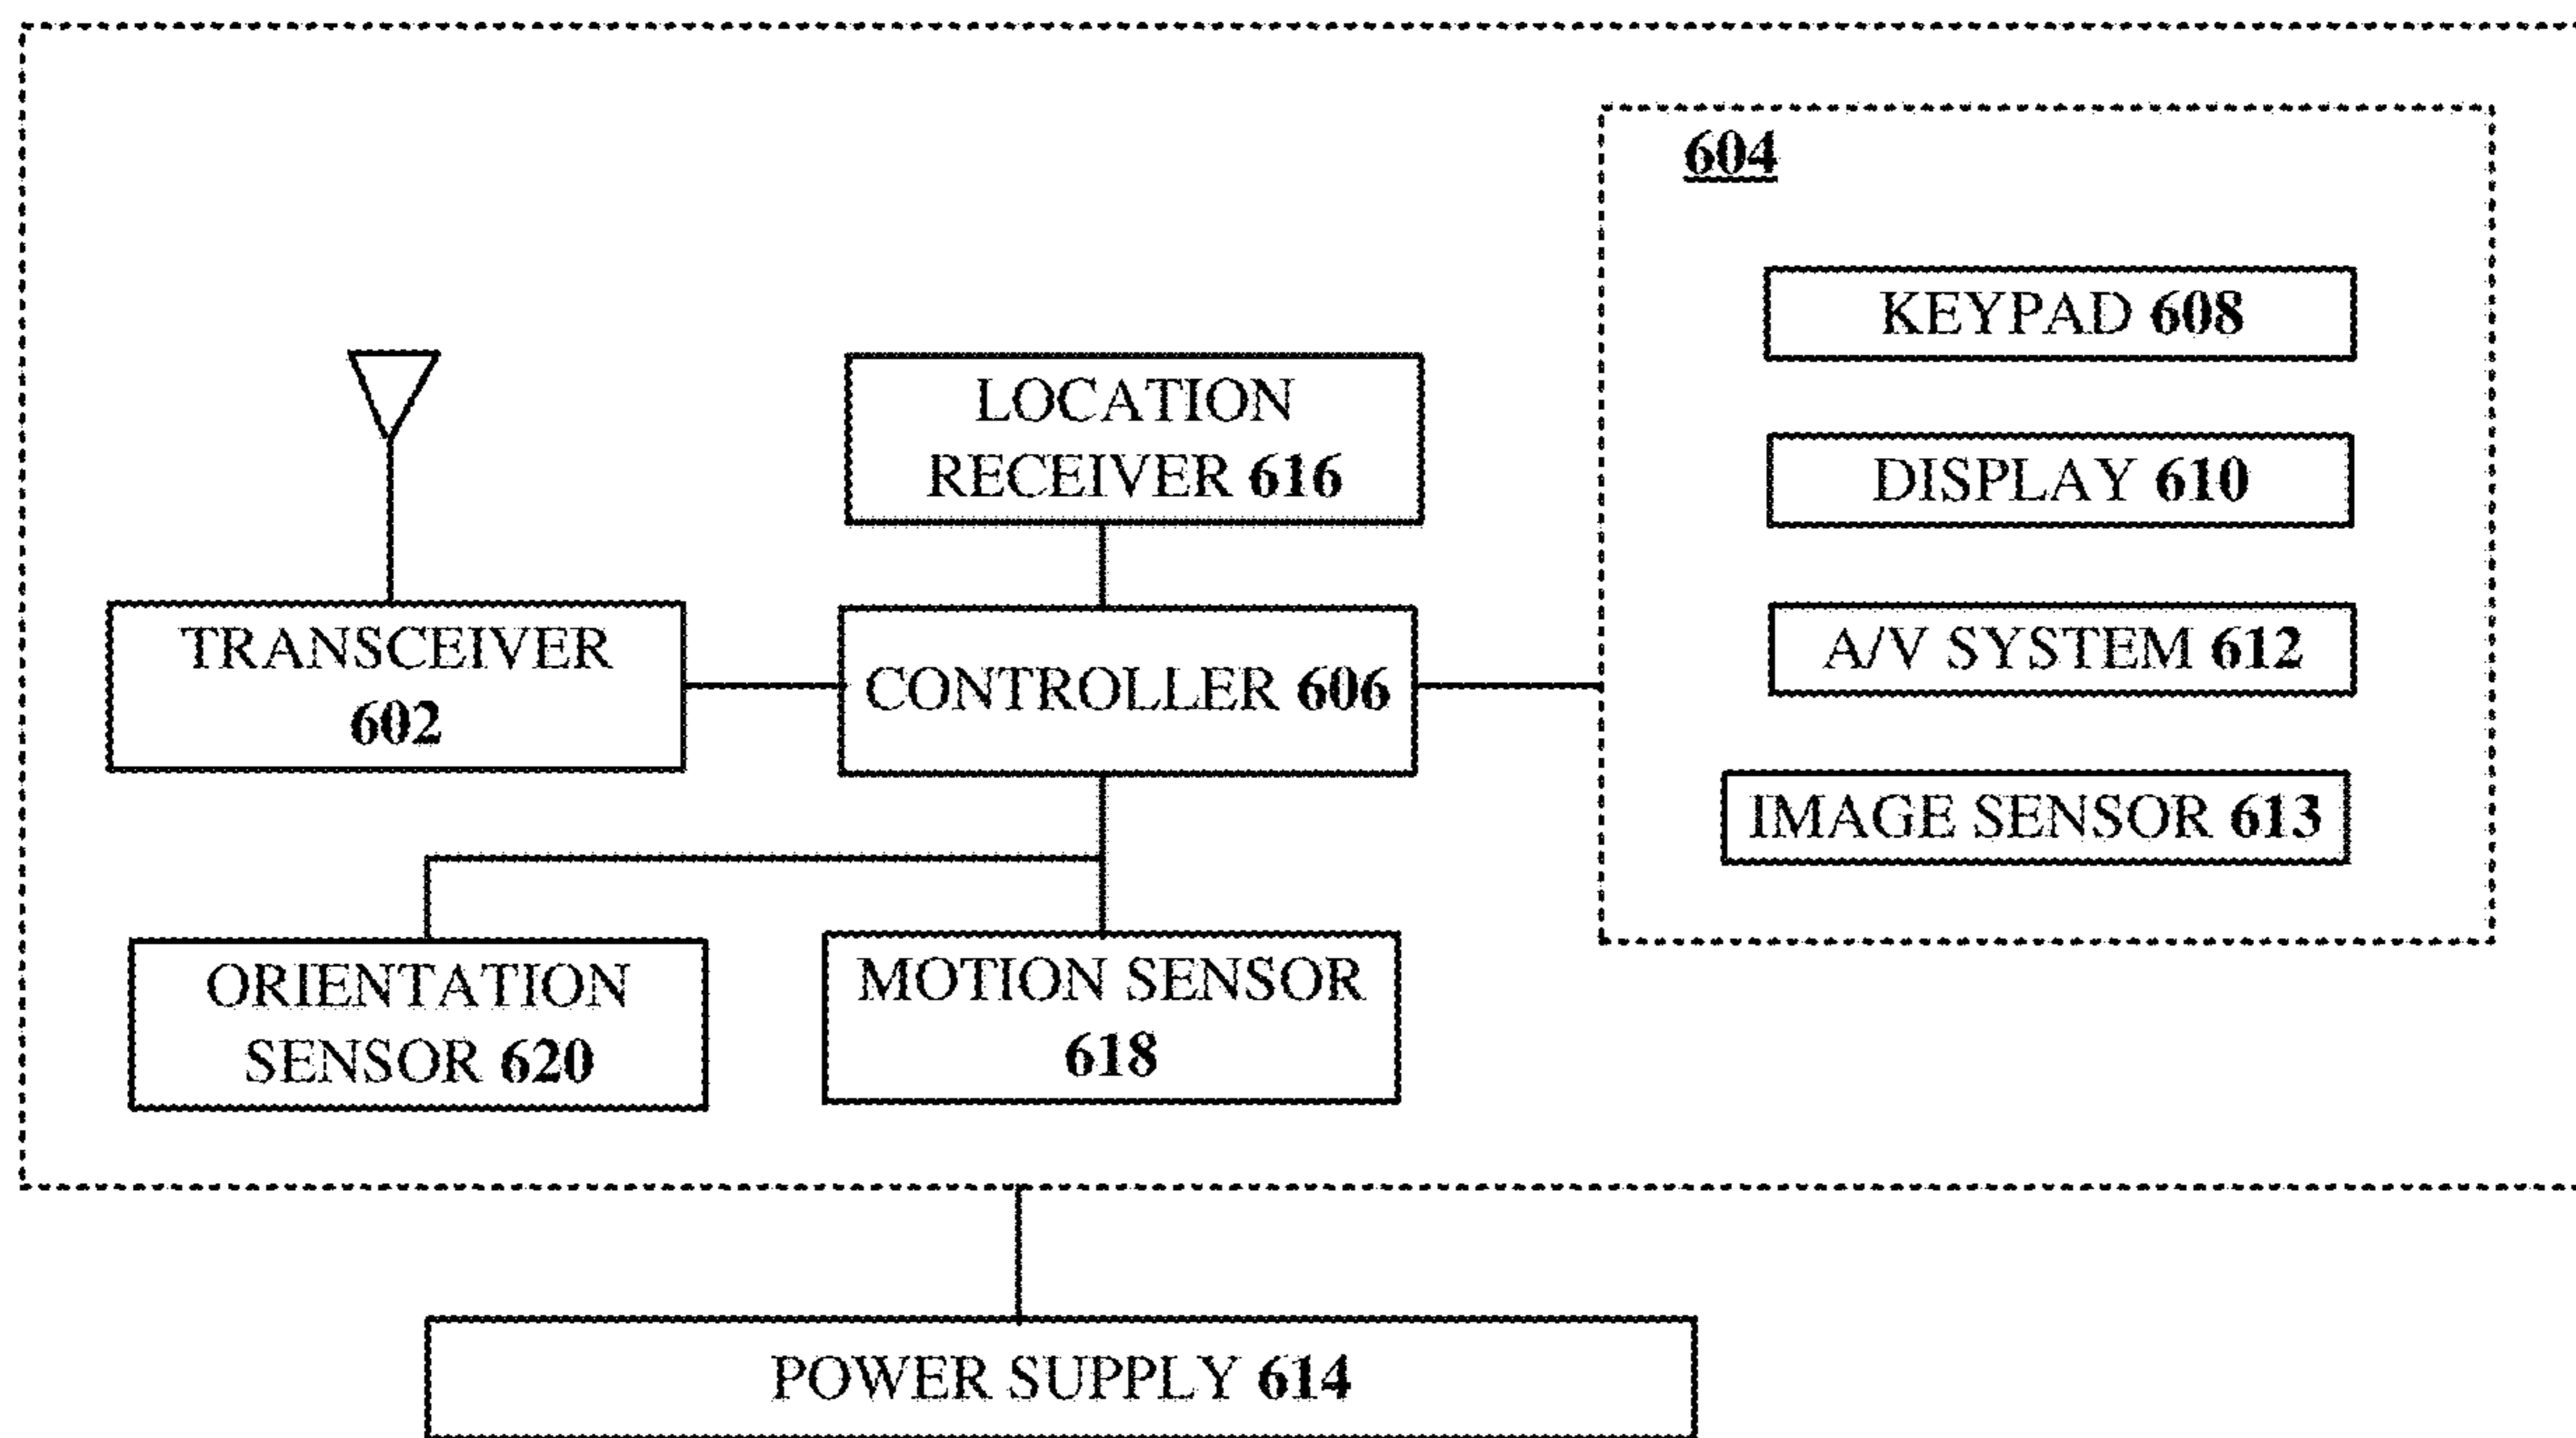 604
KEYPAD 608
DISPLAY 610
A/V SYSTEM 612
IMAGE SENSOR 613
LOCATION
RECEIVER 616
TRANSCEIVER
602
CONTROLLER 606
ORIENTATION
SENSOR 620
MOTION SENSOR
618
POWER SUPPLY 614